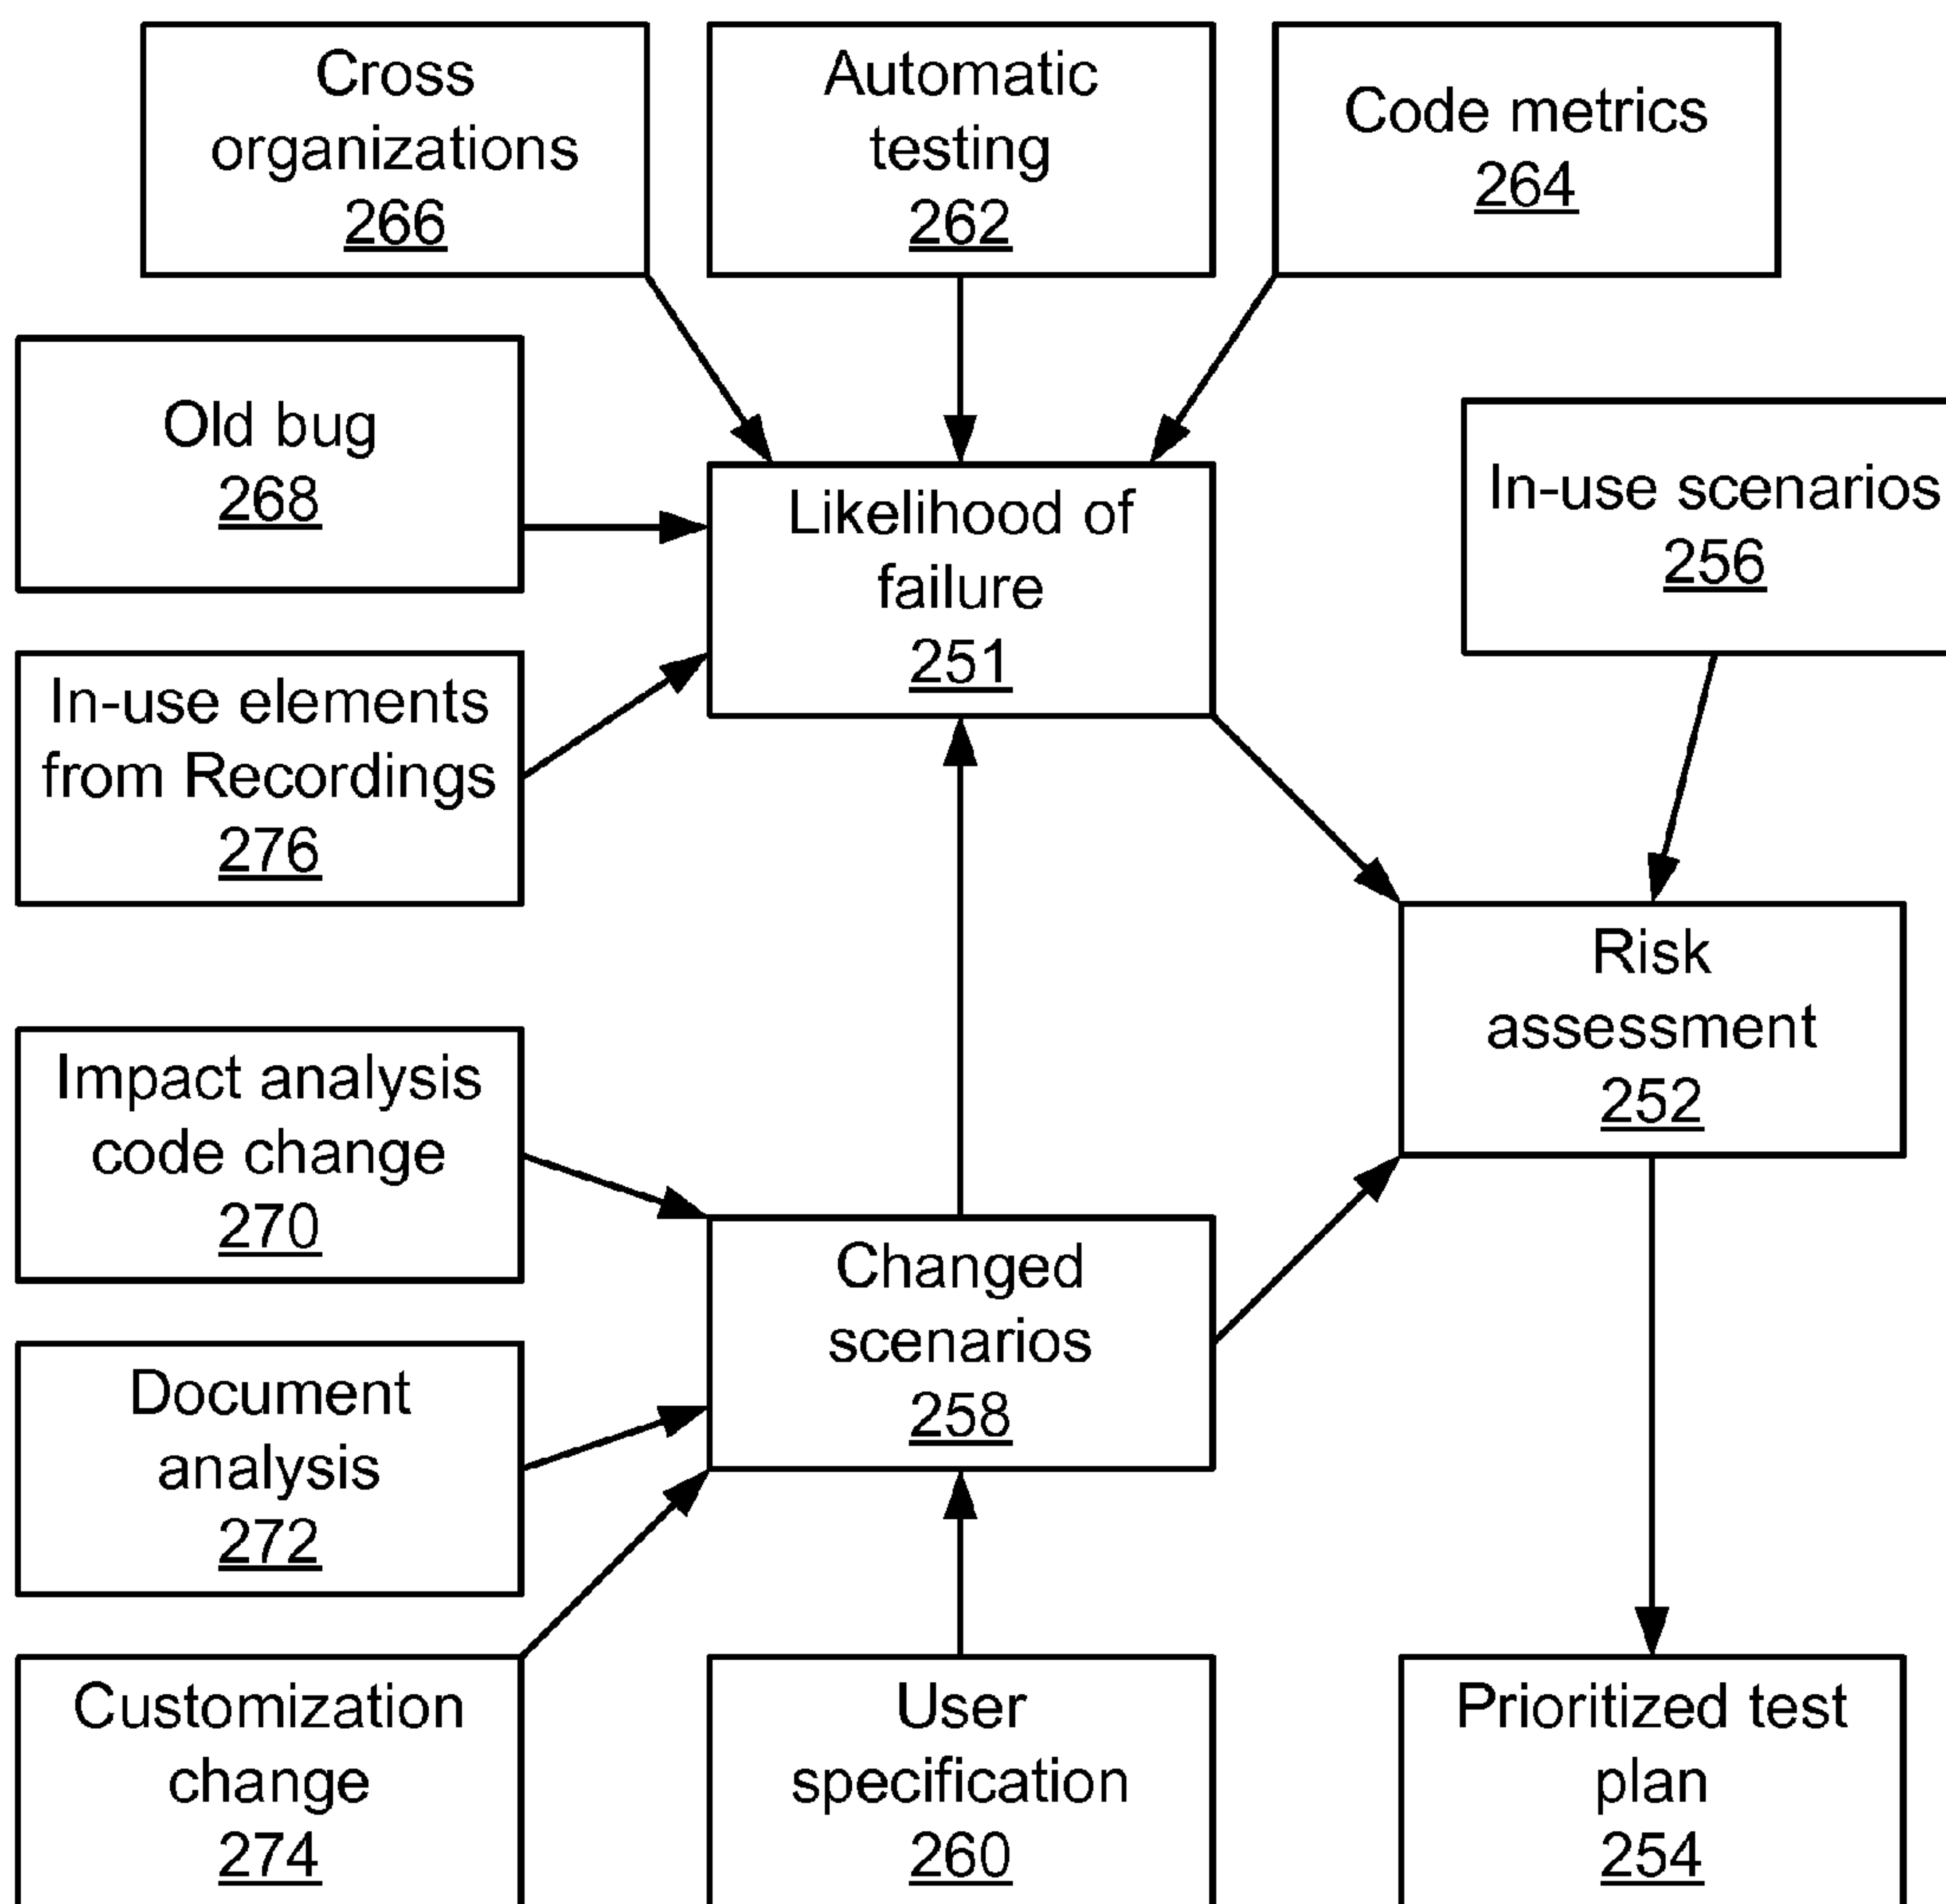 Cross
organizations
266
Automatic
testing
262
Code metrics
264
Old bug
268
Likelihood of
failure
251
In-use scenarios
256
In-use elements
from Recordings
276
Risk
assessment
252
Impact analysis
code change
270
Changed
scenarios
258
Document
analysis
272
Customization
change
274
User
specification
260
Prioritized test
plan
254